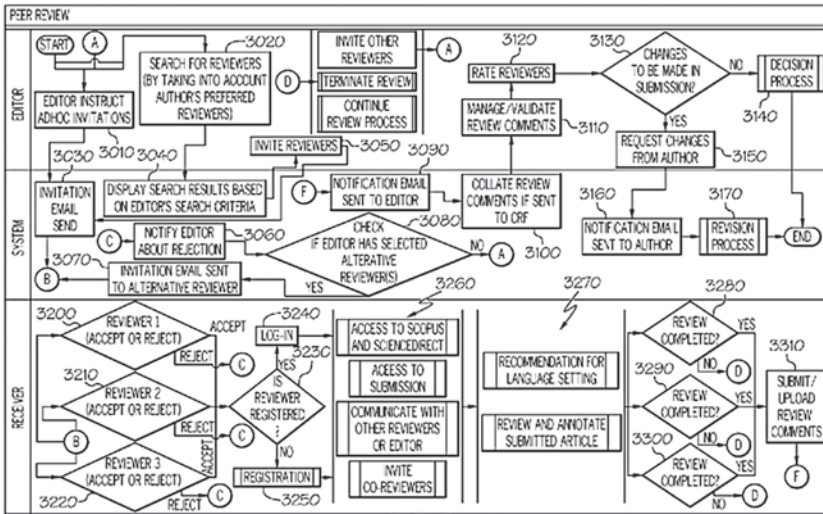 PEER REVIEW
EDITOR
START
A
3020
SEARCH FOR REVIEWERS
(BY TAKING INTO ACCOUNT
AUTHOR'S PREFERRED
REVIEWERS)
EDITOR INSTRUCT
ADHOC INVITATIONS
3010
INVITE OTHER
REVIEWERS
A
D
TERMINATE REVIEW
CONTINUE
REVIEW PROCESS
INVITE REVIEWERS
3050
3120
RATE REVIEWERS
MANAGE/VALIDATE
REVIEW COMMENTS
3110
3130
CHANGES
TO BE MADE IN
SUBMISSION?
NO
YES
DECISION
PROCESS
3140
REQUEST CHANGES
FROM AUTHOR
3150
SYSTEM
3030
INVITATION
EMAIL
SEND
B
3040
DISPLAY SEARCH RESULTS BASED
ON EDITOR'S SEARCH CRITERIA
C
NOTIFY EDITOR
ABOUT REJECTION
3060
3070
INVITATION EMAIL SENT
TO ALTERNATIVE REVIEWER
F
3090
NOTIFICATION EMAIL
SENT TO EDITOR
3080
CHECK
IF EDITOR HAS SELECTED
ALTERATIVE
REVIEWER(S)
YES
NO
A
COLLATE REVIEW
COMMENTS IF SENT
TO CRF
3100
3160
NOTIFICATION EMAIL
SENT TO AUTHOR
3170
REVISION
PROCESS
END
RECEIVER
3200
REVIEWER 1
(ACCEPT OR REJECT)
ACCEPT
REJECT
C
3210
REVIEWER 2
(ACCEPT OR REJECT)
REJECT
C
B
REVIEWER 3
(ACCEPT OR REJECT)
ACCEPT
3220
REJECT
C
3240
LOG-IN
YES
3230
IS
REVIEWER
REGISTERED
NO
REGISTRATION
3250
3260
ACCESS TO SCOPUS
AND SCIENCEDIRECT
ACEESS TO
SUBMISSION
COMMUNICATE WITH
OTHER REVIEWERS
OR EDITOR
INVITE
CO-REVIEWERS
3270
RECOMMENDATION FOR
LANGUAGE SETTING
REVIEW AND ANNOTATE
SUBMITTED ARTICLE
3280
REVIEW
COMPLETED?
YES
NO
D
3290
REVIEW
COMPLETED?
YES
NO
D
3300
REVIEW
COMPLETED?
YES
NO
D
3310
SUBMIT/
UPLOAD
REVIEW
COMMENTS
F